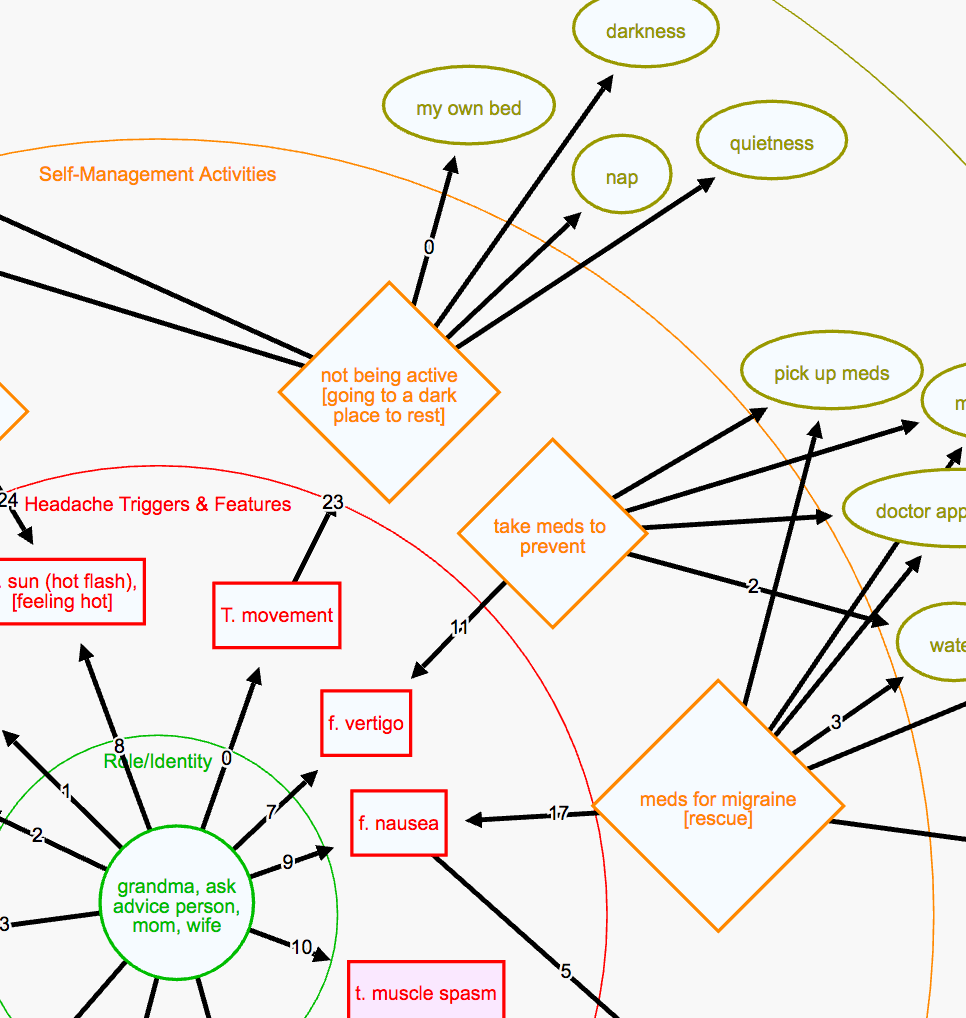 darkness
my own bed
quietness
nap
Self-Management Activities
0
not being active
[going to a dark
place to rest]
pick up meds
m
24
Headache Triggers & Features
23
take meds to
prevent
doctor app
sun (hot flash),
[feeling hot]
T. movement
2
11
wate
f. vertigo
3
8
Role/Identity
0
1
7
meds for migraine
[rescue]
17
f. nausea
2
9
grandma, ask
advice person,
mom, wife
3
10
5
t. muscle spasm